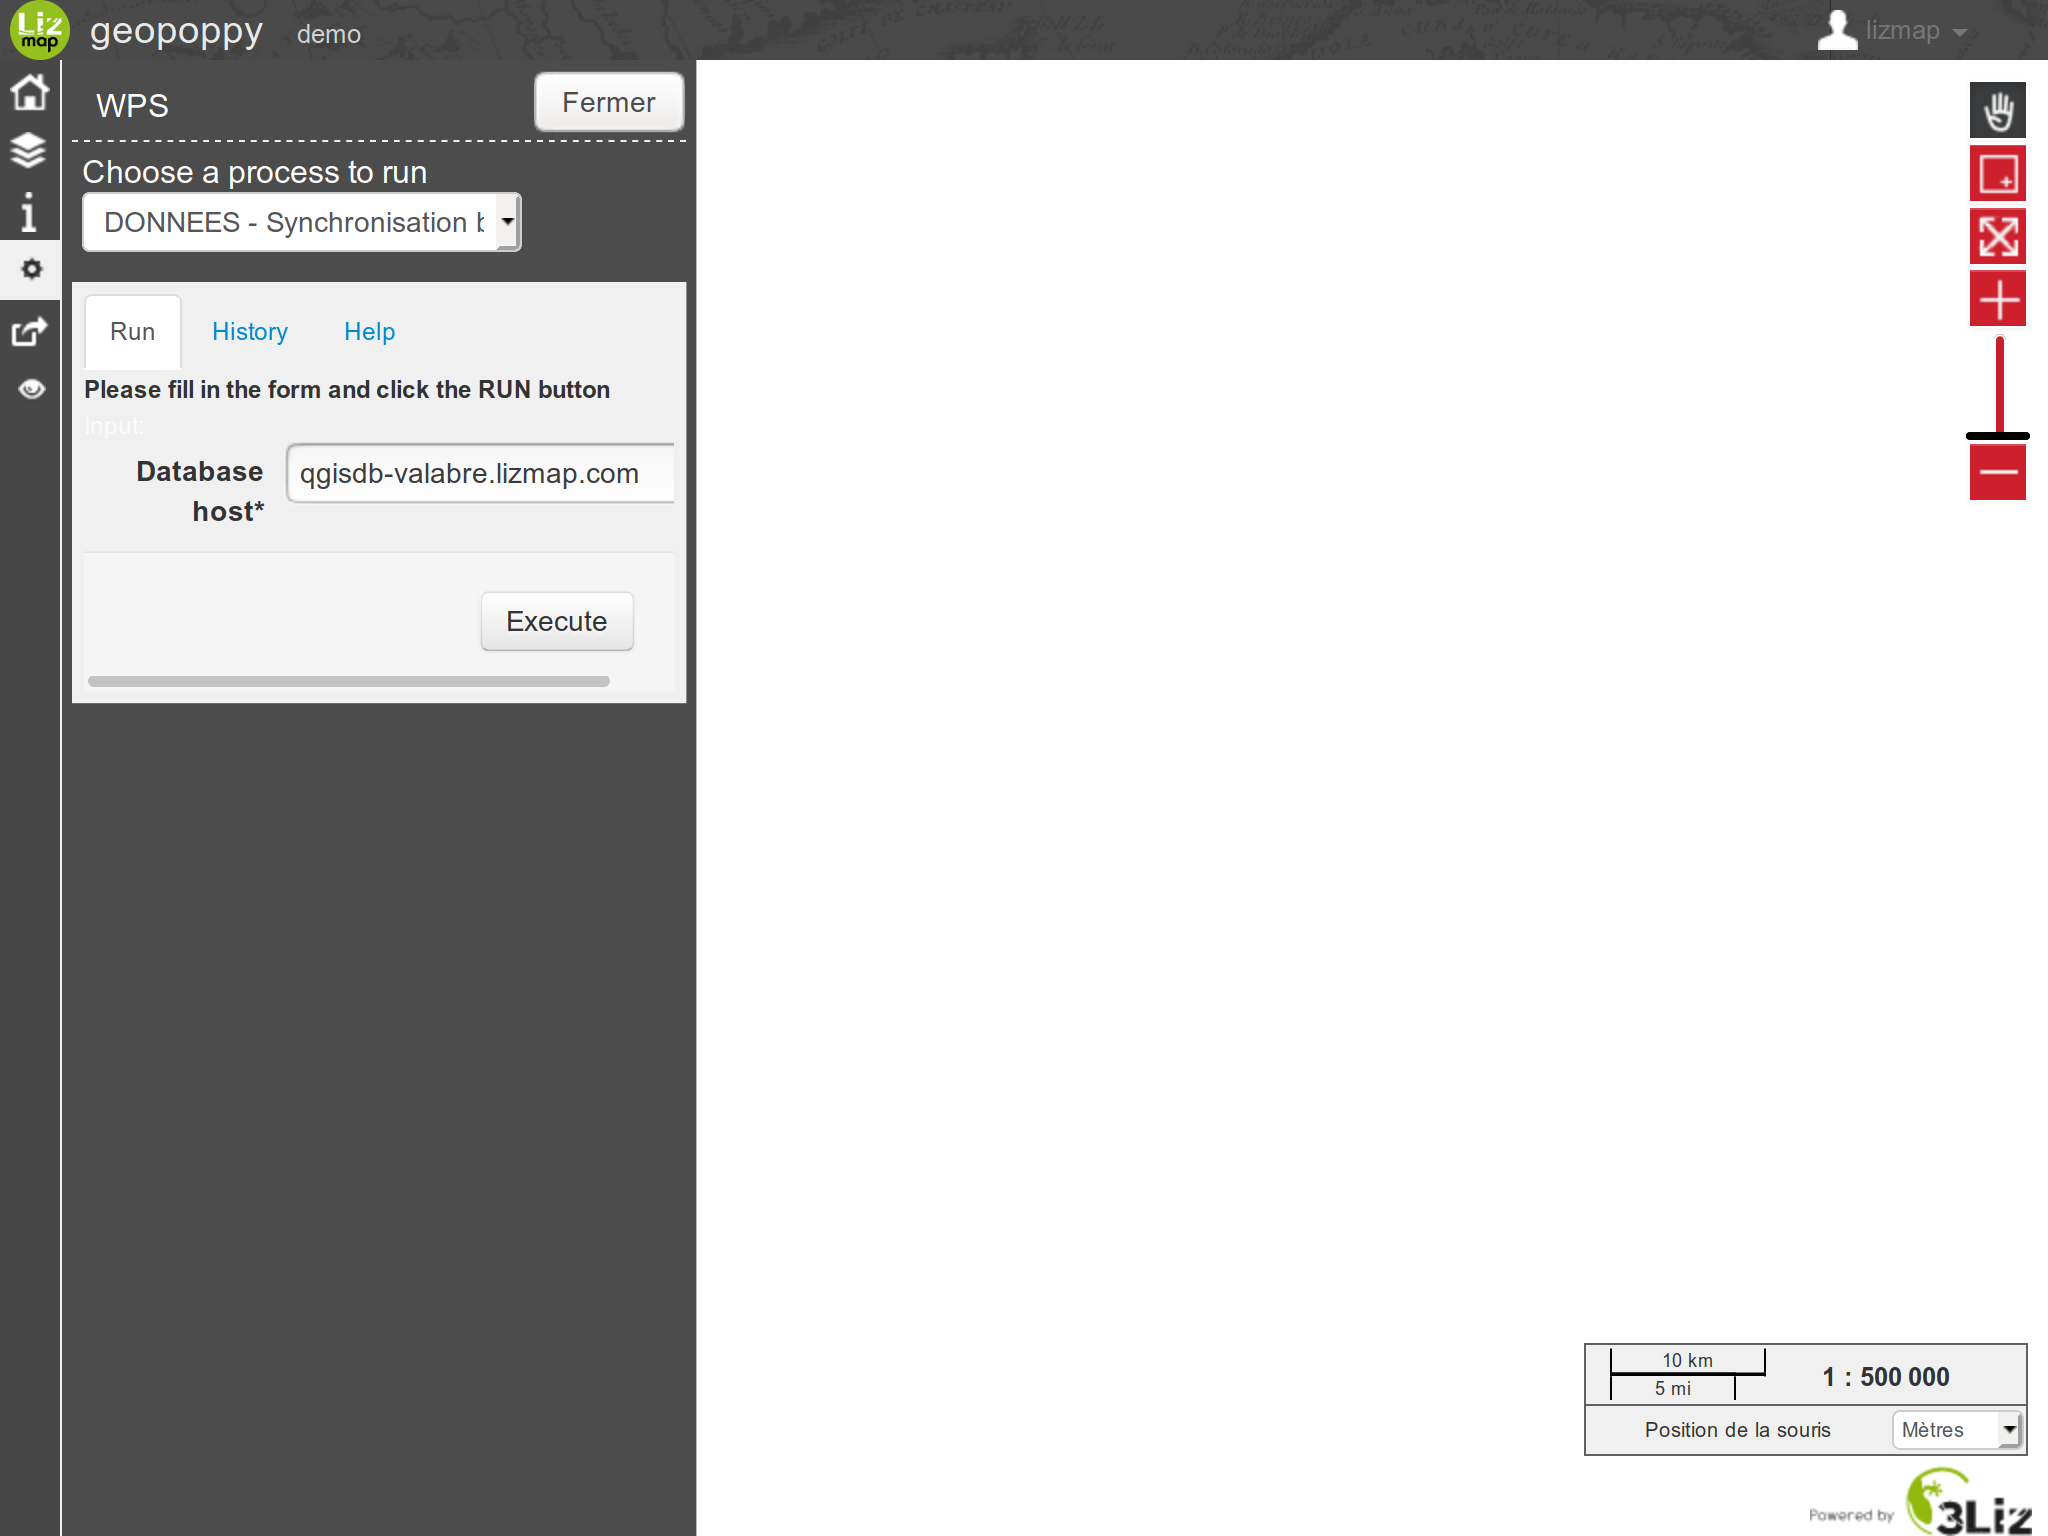 Liz
map
geopoppy demo
lizmap
WPS
Fermer
Choose a process to run
DONNEES - Synchronisation
Run History Help
Please fill in the form and click the RUN button
Input:
Database
host*
qgisdb-valabre.lizmap.com
Execute
10 km
5 mi
1 : 500 000
Position de la souris
Mètres
Powered by
3Liz